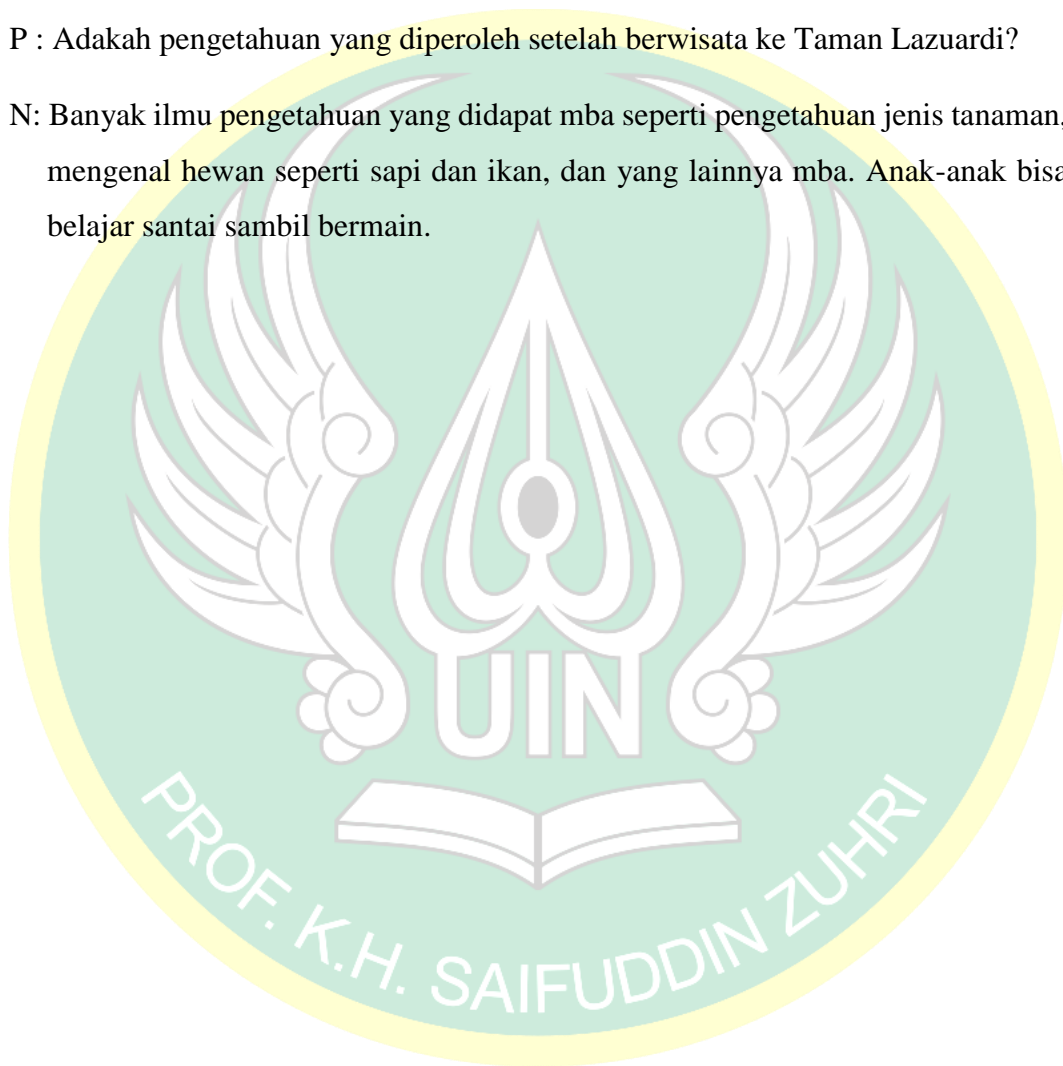 P : Adakah pengetahuan yang diperoleh setelah berwisata ke Taman Lazuardi?
N: Banyak ilmu pengetahuan yang didapat mba seperti pengetahuan jenis tanaman,
mengenal hewan seperti sapi dan ikan, dan yang lainnya mba. Anak-anak bisa
belajar santai sambil bermain.
UIN
PROF. K.H. SAIFUDDIN ZUHRI